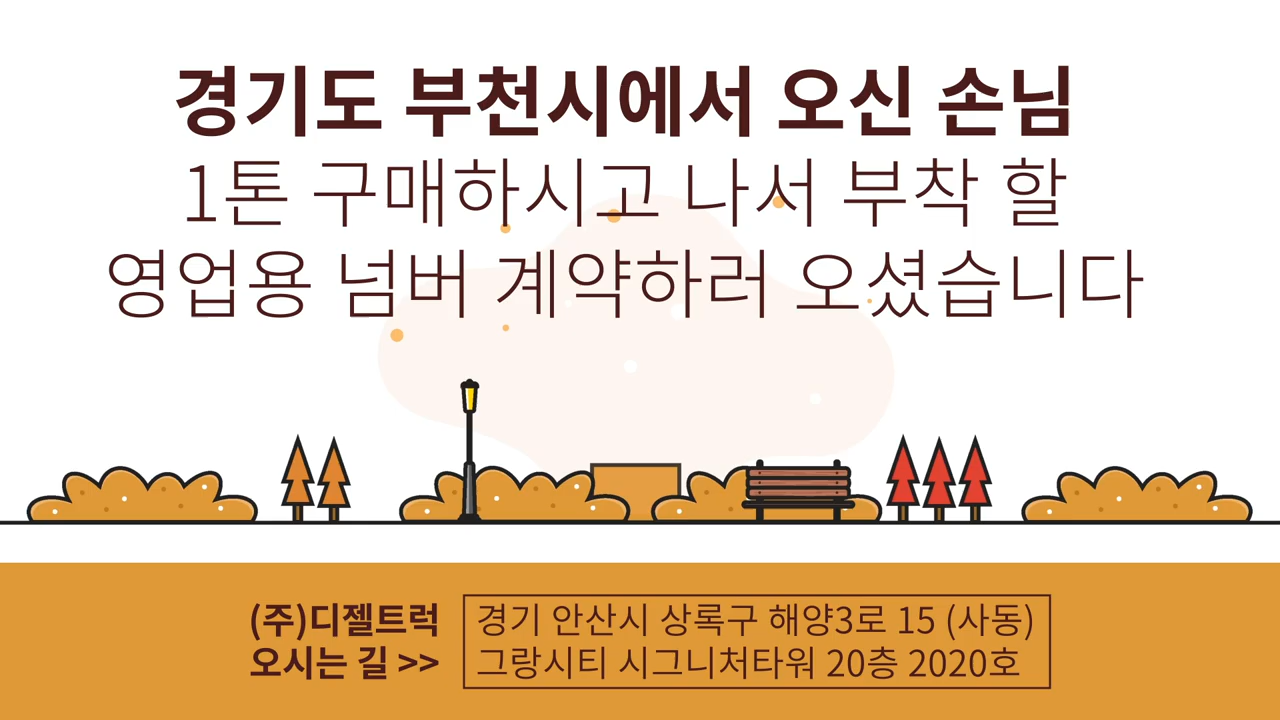 경기도 부천시에서 오신 손님
1톤 구매하시고 나서 부착 할
영업용 넘버 계약하러 오셨습니다
(주)디젤트럭
오시는 길 >>
경기 안산시 상록구 해양3로 15 (사동)
그랑시티 시그니처타워 20층 2020호